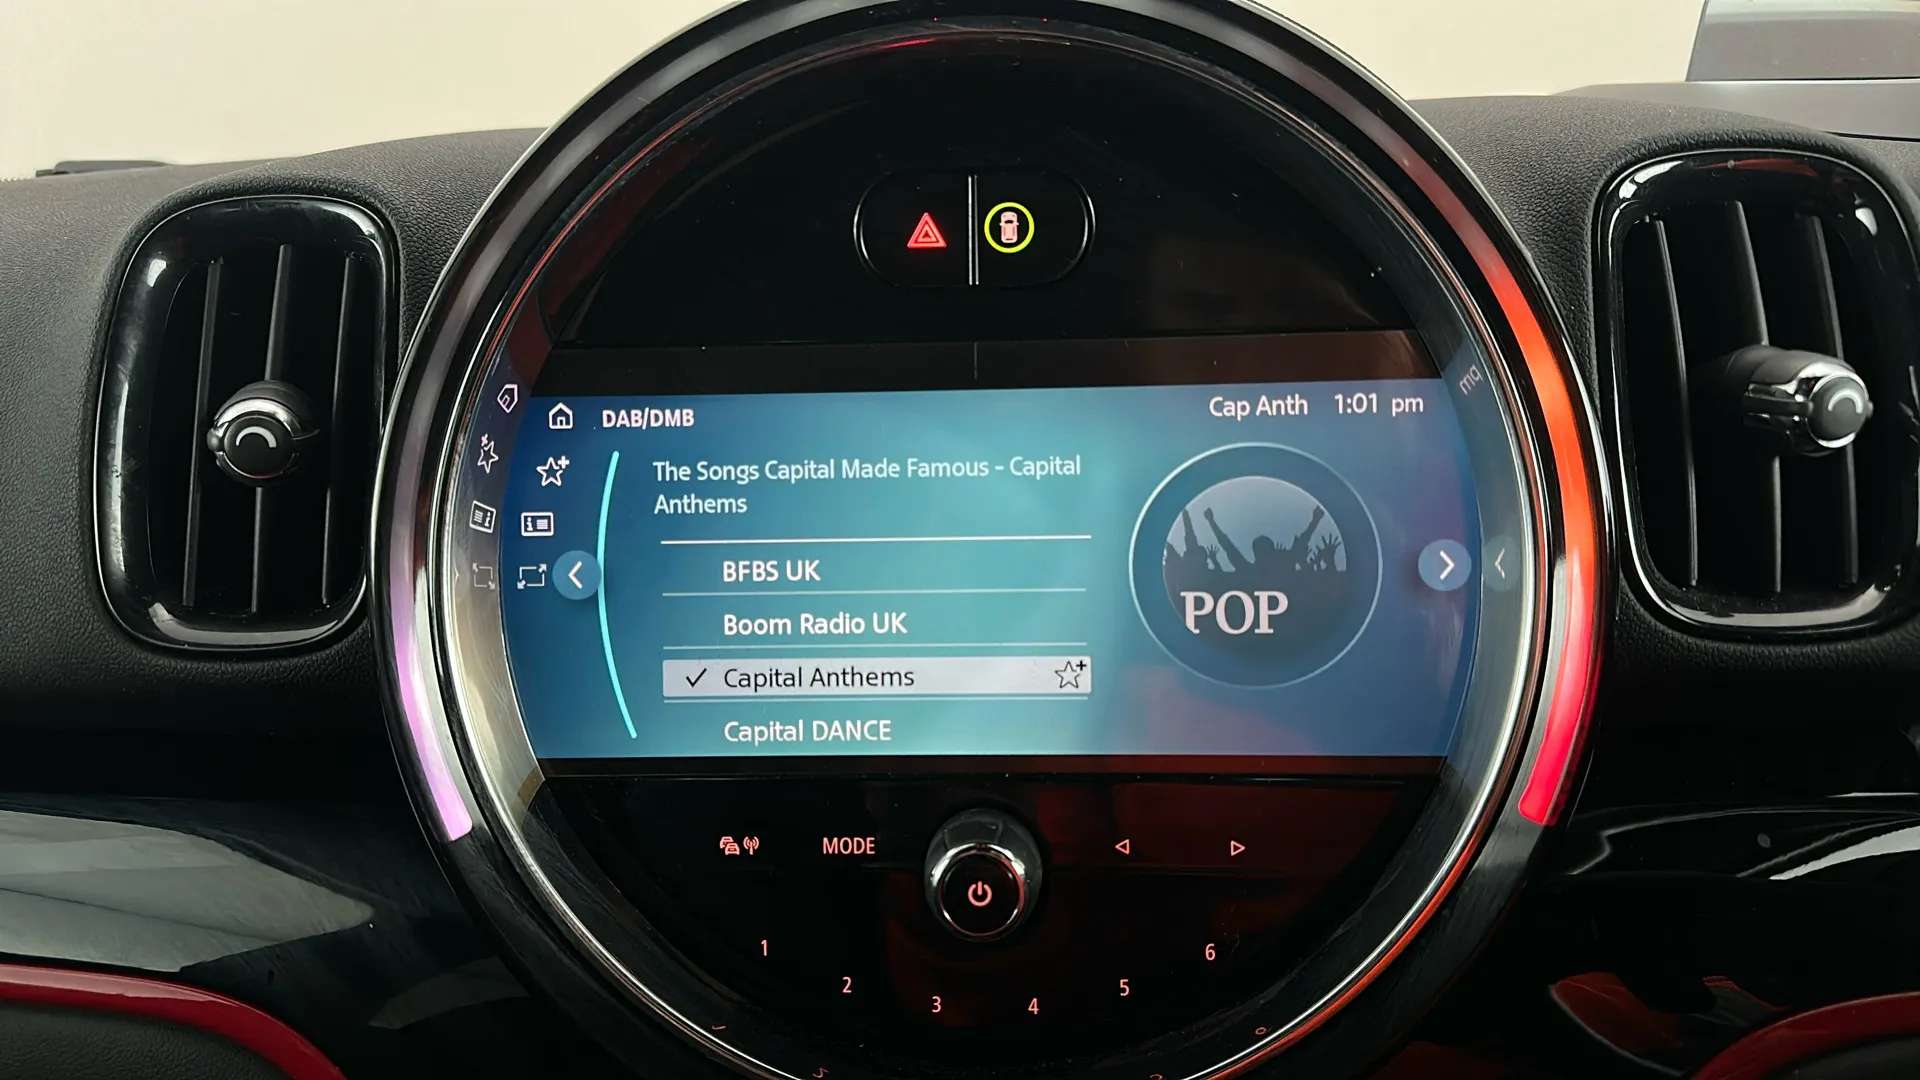 DAB/DMB
Cap Anth 1:01 pm
The Songs Capital Made Famous - Capital
Anthems
BFBS UK
Boom Radio UK
Capital Anthems
Capital DANCE
POP
MODE
1
2
3
4
5
6